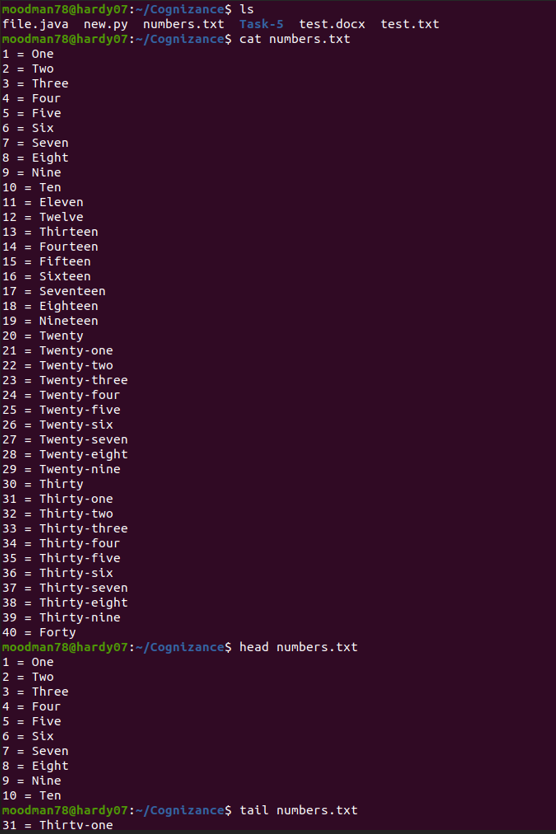 moodman78@hardy07:~/Cognizance$ ls
file.java  new.py  numbers.txt  Task-5  test.docx  test.txt
moodman78@hardy07:~/Cognizance$ cat numbers.txt
1 = One
2 = Two
3 = Three
4 = Four
5 = Five
6 = Six
7 = Seven
8 = Eight
9 = Nine
10 = Ten
11 = Eleven
12 = Twelve
13 = Thirteen
14 = Fourteen
15 = Fifteen
16 = Sixteen
17 = Seventeen
18 = Eighteen
19 = Nineteen
20 = Twenty
21 = Twenty-one
22 = Twenty-two
23 = Twenty-three
24 = Twenty-four
25 = Twenty-five
26 = Twenty-six
27 = Twenty-seven
28 = Twenty-eight
29 = Twenty-nine
30 = Thirty
31 = Thirty-one
32 = Thirty-two
33 = Thirty-three
34 = Thirty-four
35 = Thirty-five
36 = Thirty-six
37 = Thirty-seven
38 = Thirty-eight
39 = Thirty-nine
40 = Forty
moodman78@hardy07:~/Cognizance$ head numbers.txt
1 = One
2 = Two
3 = Three
4 = Four
5 = Five
6 = Six
7 = Seven
8 = Eight
9 = Nine
10 = Ten
moodman78@hardy07:~/Cognizance$ tail numbers.txt
31 = Thirty-one